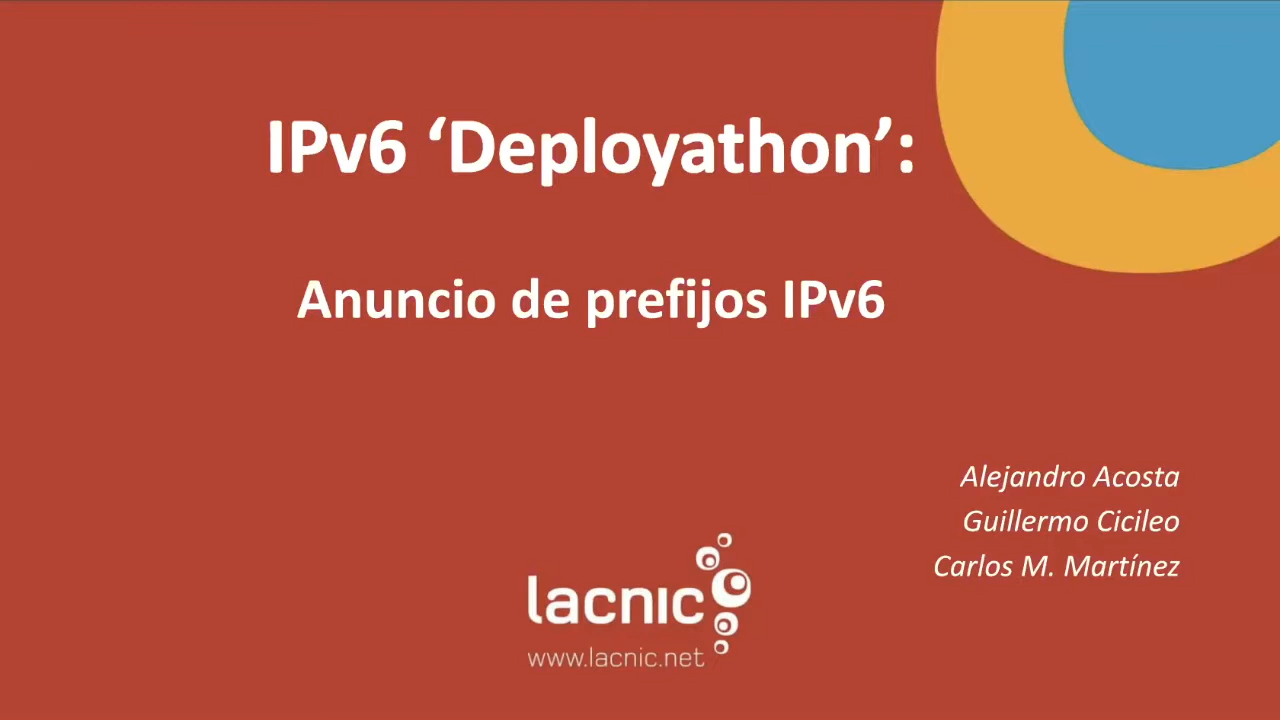 IPv6 ‘Deployathon’:
Anuncio de prefijos IPv6
Alejandro Acosta
Guillermo Cicileo
Carlos M. Martínez
lacnic
www.lacnic.net